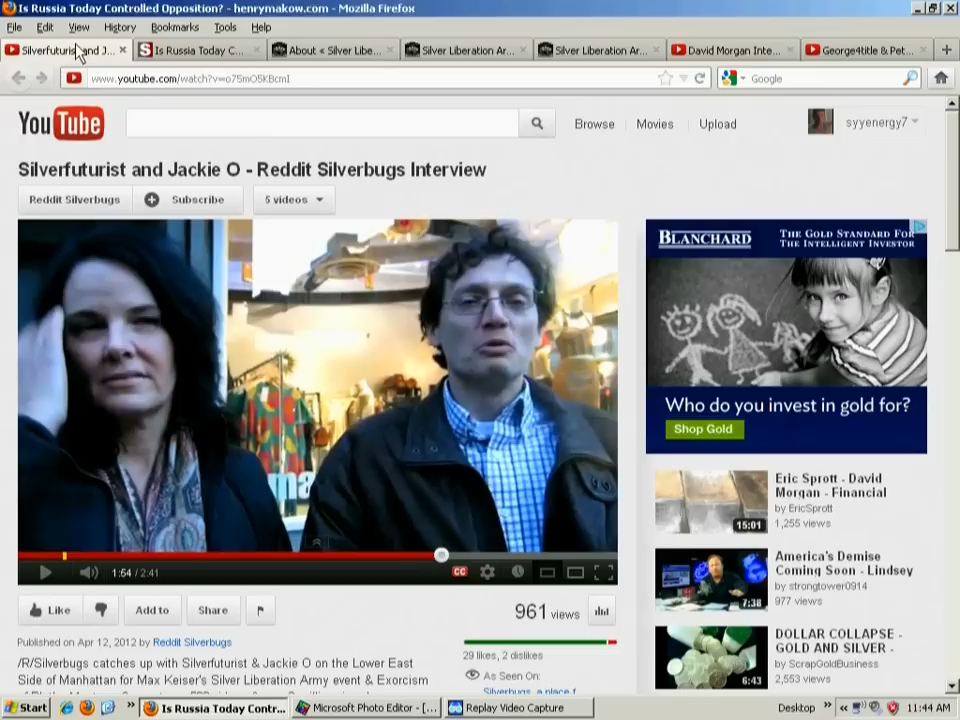 Is Russia Today Controlled Opposition? - henrymakow.com - Mozilla Firefox
File Edit View History Bookmarks Tools Help
Silverfuturist and J... Is Russia Today C... About « Silver Libe... Silver Liberation Ar... Silver Liberation Ar... David Morgan Inte... George4title & Pet...
www.youtube.com/watch?v=o75mO5KBcmI
Google
YouTube
Browse Movies Upload syyenergy7
Silverfuturist and Jackie O - Reddit Silverbugs Interview
Reddit Silverbugs Subscribe 5 videos
BLANCHARD THE GOLD STANDARD FOR
THE INTELLIGENT INVESTOR
Who do you invest in gold for?
Shop Gold
Eric Sprott - David
Morgan - Financial
by EricSprott
1,255 views
15:01
America's Demise
Coming Soon - Lindsey
by strongtower0914
977 views
7:38
DOLLAR COLLAPSE -
GOLD AND SILVER -
by ScrapGoldBusiness
2,553 views
6:43
ma
1:54 / 2:41
CC
Like Add to Share 961 views
Published on Apr 12, 2012 by Reddit Silverbugs
29 likes, 2 dislikes
/R/Silverbugs catches up with Silverfuturist & Jackie O on the Lower East
Side of Manhattan for Max Keiser's Silver Liberation Army event & Exorcism
As Seen On:
Silverbugs, a place f
Start Is Russia Today Contr... Microsoft Photo Editor - [... Replay Video Capture Desktop 11:44 AM